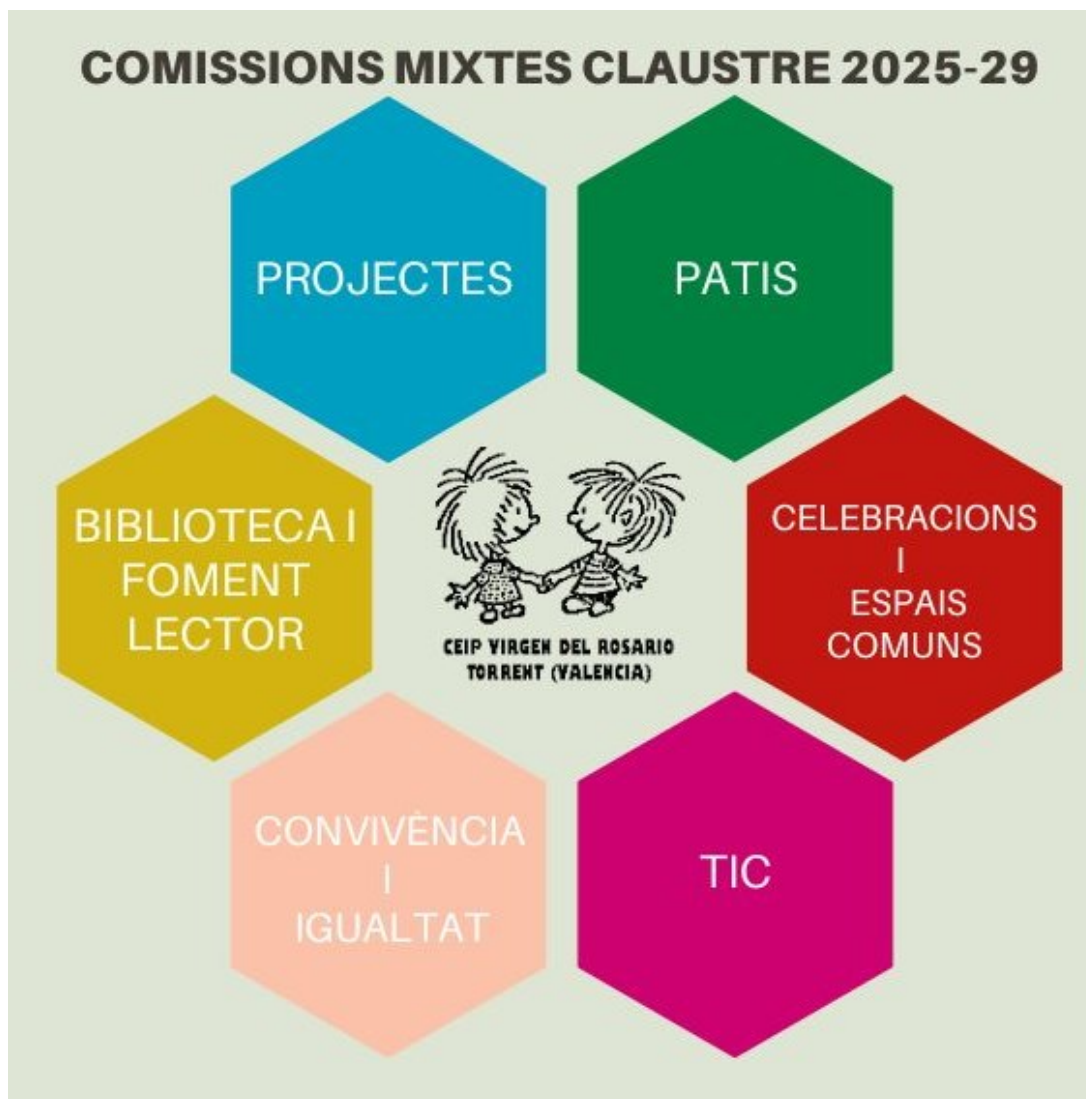 COMISSIONS MIXTES CLAUSTRE 2025-29
PROJECTES
PATIS
BIBLIOTECA I
FOMENT
LECTOR
CEIP VIRGEN DEL ROSARIO
TORRENT (VALENCIA)
CELEBRACIONS
I
ESPAIS
COMUNS
CONVIVÈNCIA
I
IGUALTAT
TIC